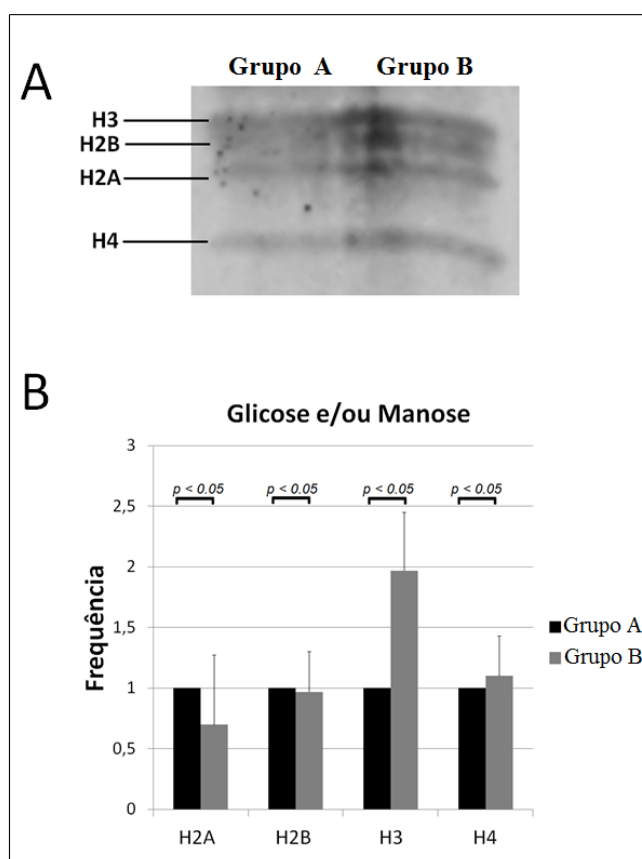 A
Grupo A Grupo B
H3
H2B
H2A
H4
B
Glicose e/ou Manose
3
2,5
2
1,5
1
0,5
0
Frequência
p < 0.05 p < 0.05 p < 0.05 p < 0.05
Grupo A
Grupo B
H2A H2B H3 H4